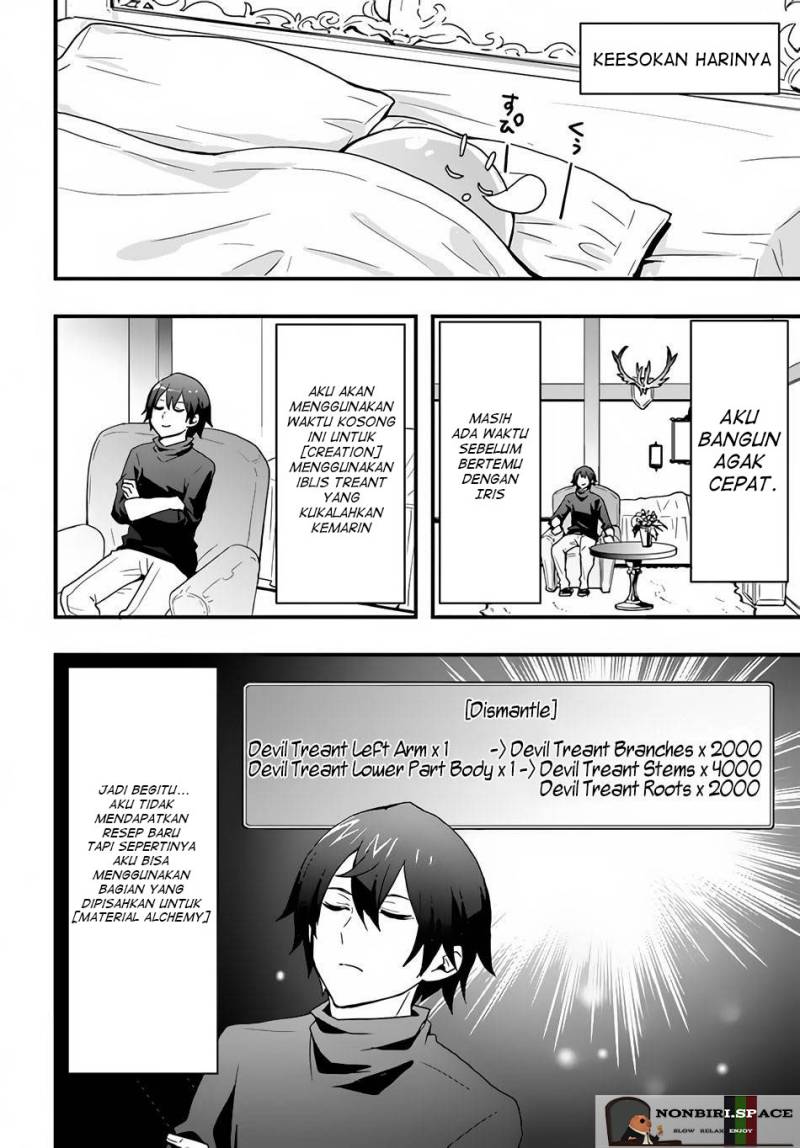 KEESOKAN HARINYA
すぴ。
くぅ
AKU
BANGUN
AGAK
CEPAT.
MASIH
ADA WAKTU
SEBELUM
BERTEMU
DENGAN
IRIS
AKU AKAN
MENGGUNAKAN
WAKTU KOSONG
INI UNTUK
[CREATION]
MENGGUNAKAN
IBLIS TREANT
YANG
KUKALAHKAN
KEMARIN
[Dismantle]
Devil Treant Left Arm x 1 -> Devil Treant Branches x 2000
Devil Treant Lower Part Body x 1 -> Devil Treant Stems x 4000
Devil Treant Roots x 2000
JADI BEGITU...
AKU TIDAK
MENDAPATKAN
RESEP BARU
TAPI SEPERTINYA
AKU BISA
MENGGUNAKAN
BAGIAN YANG
DIPISAHKAN UNTUK
[MATERIAL ALCHEMY]
NONBIRI.SPACE
SLOW RELAX ENJOY